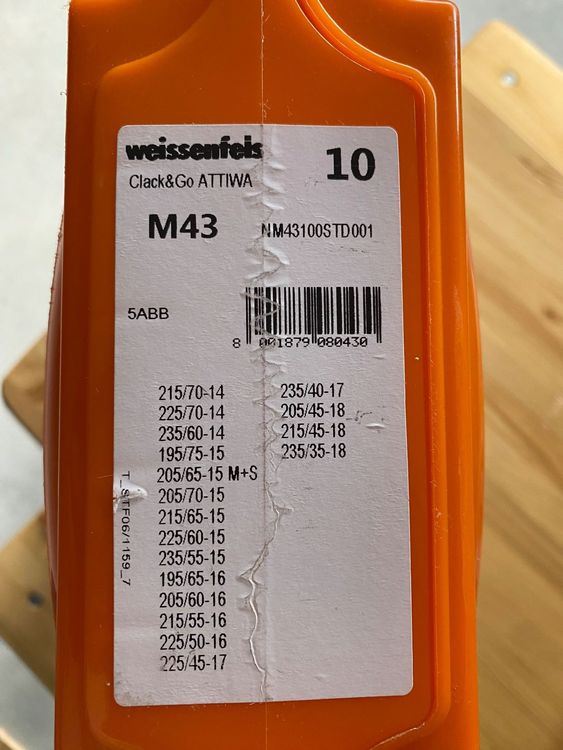 weissenfels
10
Clack&Go ATTIWA
M43
NM43100STD001
5ABB
8 001879 080430
215/70-14
225/70-14
235/60-14
195/75-15
205/65-15 M+S
205/70-15
215/65-15
225/60-15
235/55-15
195/65-16
205/60-16
215/55-16
225/50-16
225/45-17
235/40-17
205/45-18
215/45-18
235/35-18
T_STF06/1159_7